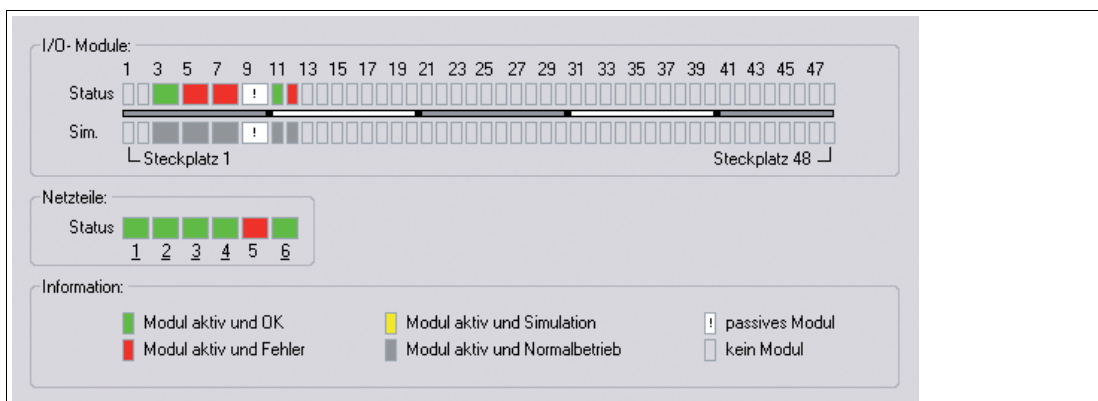 I/O- Module:
1 3 5 7 9 11 13 15 17 19 21 23 25 27 29 31 33 35 37 39 41 43 45 47
Status !
Sim. !
Steckplatz 1 Steckplatz 48
Netzteile:
Status
1 2 3 4 5 6
Information:
Modul aktiv und OK Modul aktiv und Simulation ! passives Modul
Modul aktiv und Fehler Modul aktiv und Normalbetrieb kein Modul